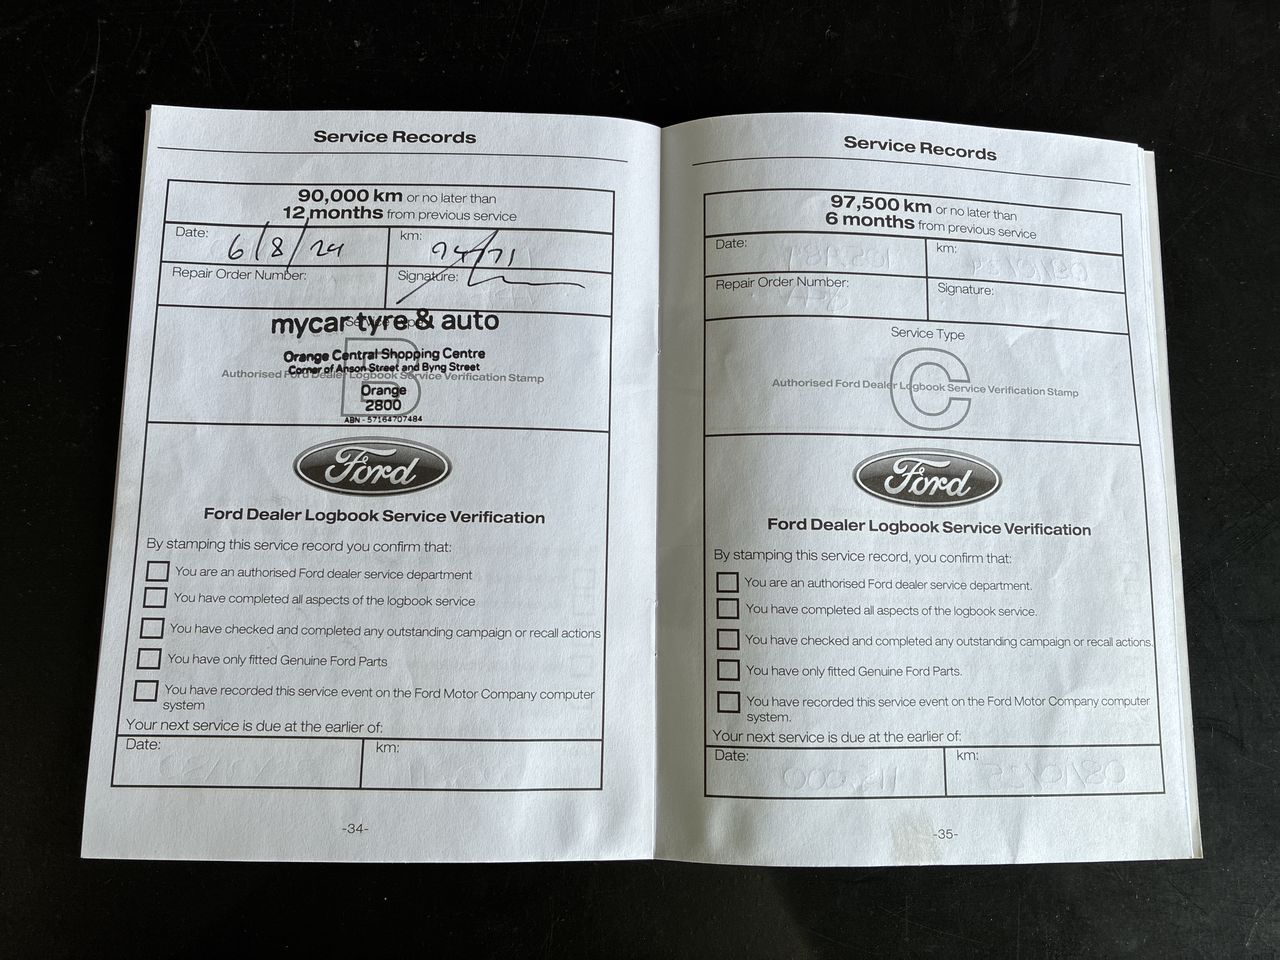 Service Records
90,000 km or no later than
12 months from previous service
Date:
6/8/24
km:
Repair Order Number:
Signature:
mycar tyre & auto
Orange Central Shopping Centre
Corner of Anson Street and Byng Street
Authorised Ford Dealer Logbook Service Verification Stamp
B
Orange
2800
ABN - 57164707484
Ford
Ford Dealer Logbook Service Verification
By stamping this service record you confirm that:
You are an authorised Ford dealer service department
You have completed all aspects of the logbook service
You have checked and completed any outstanding campaign or recall actions
You have only fitted Genuine Ford Parts
You have recorded this service event on the Ford Motor Company computer
system
Your next service is due at the earlier of:
Date:
km:
-34-
Service Records
97,500 km or no later than
6 months from previous service
Date:
km:
Repair Order Number:
Signature:
Service Type
C
Authorised Ford Dealer Logbook Service Verification Stamp
Ford
Ford Dealer Logbook Service Verification
By stamping this service record, you confirm that:
You are an authorised Ford dealer service department.
You have completed all aspects of the logbook service.
You have checked and completed any outstanding campaign or recall actions.
You have only fitted Genuine Ford Parts.
You have recorded this service event on the Ford Motor Company computer
system.
Your next service is due at the earlier of:
Date:
km:
-35-